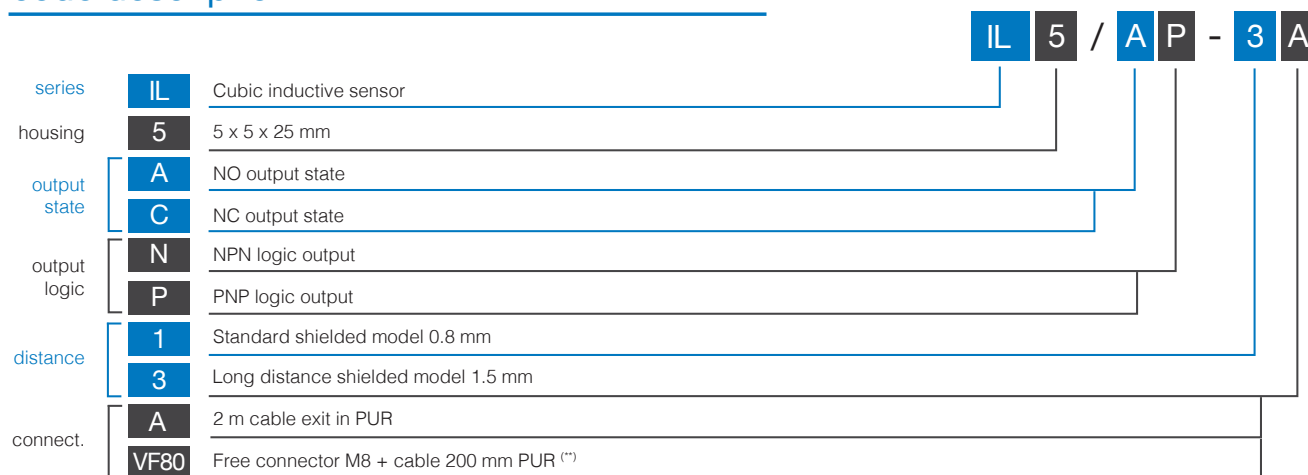 IL 5 / A P - 3 A
series IL Cubic inductive sensor
housing 5 5 x 5 x 25 mm
output state
A NO output state
C NC output state
output logic
N NPN logic output
P PNP logic output
distance
1 Standard shielded model 0.8 mm
3 Long distance shielded model 1.5 mm
connect.
A 2 m cable exit in PUR
VF80 Free connector M8 + cable 200 mm PUR (**)